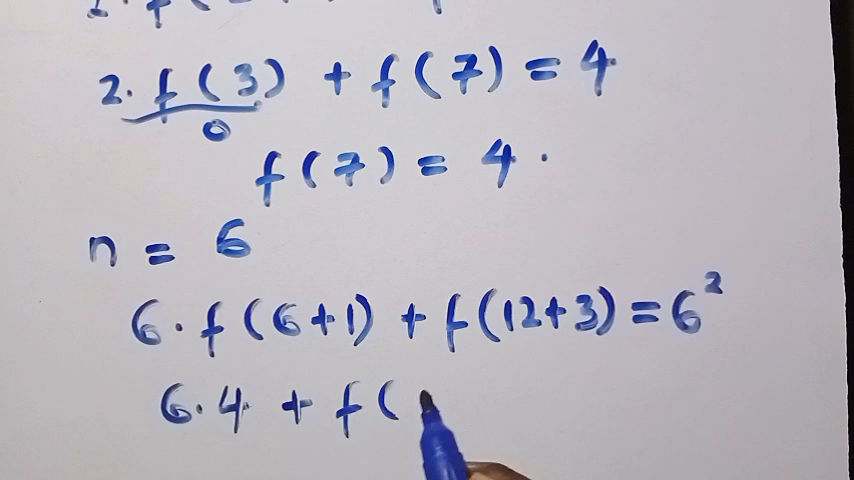 2. f ( 3 ) + f ( 7 ) = 4
0
f ( 7 ) = 4 .
n = 6
6 . f ( 6 + 1 ) + f ( 12 + 3 ) = 6²
6 . 4 + f (